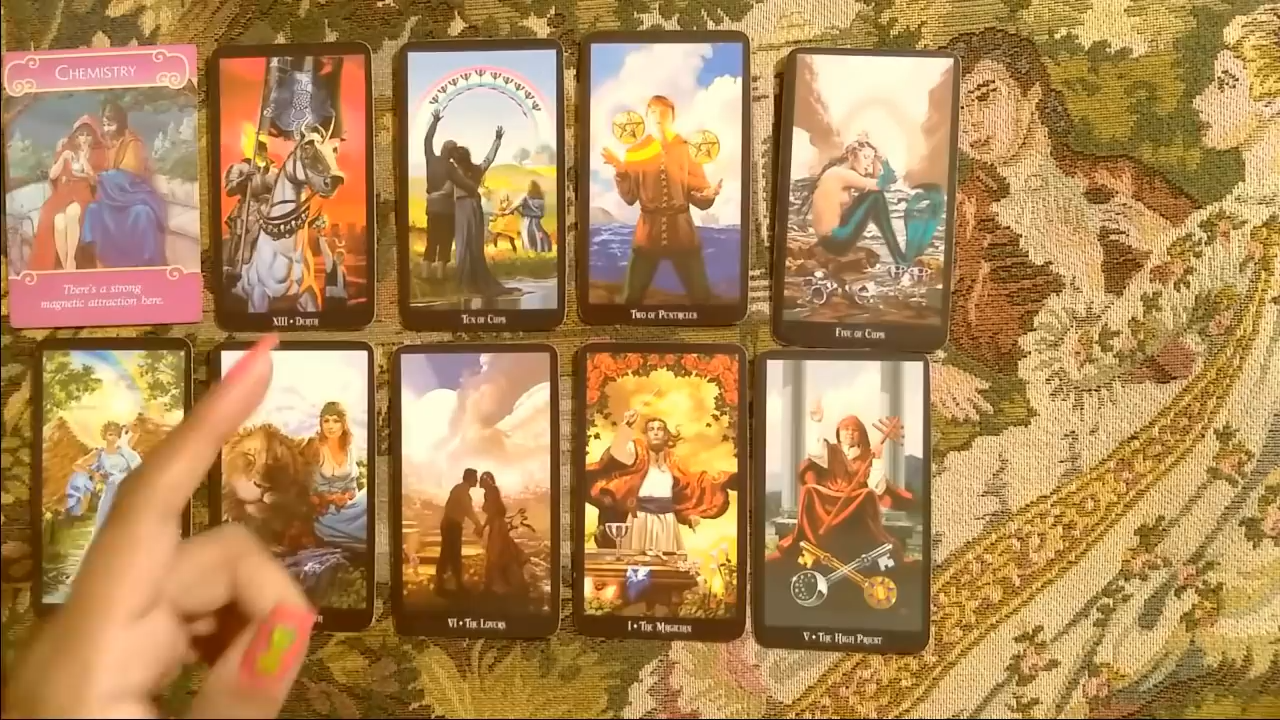 CHEMISTRY
There's a strong
magnetic attraction here.
XIII • DEATH
TEN OF CUPS
TWO OF PENTACLES
FIVE OF CUPS
VI • THE LOVERS
I • THE MAGICIAN
V • THE HIGH PRIEST